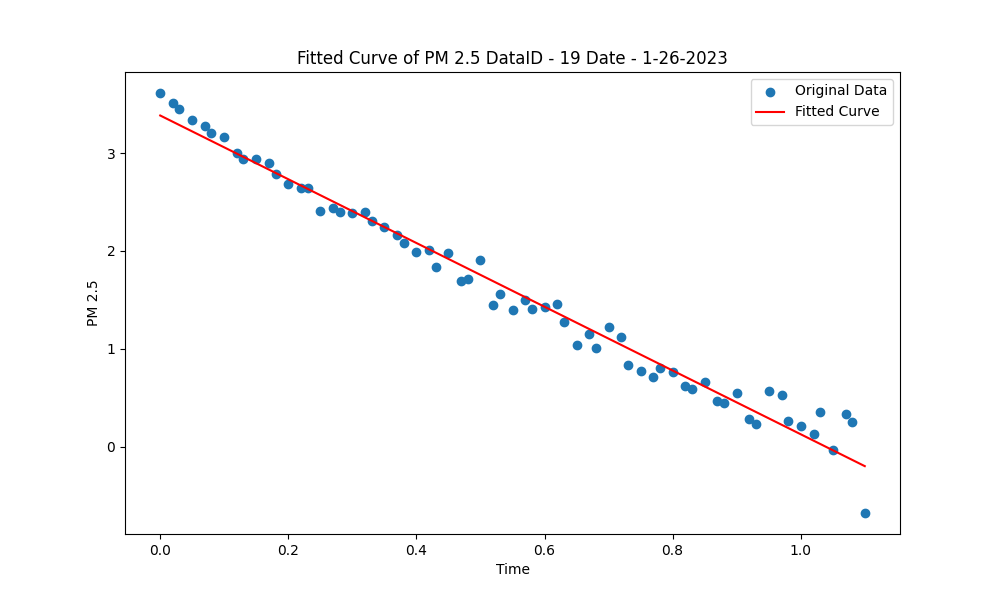 Fitted Curve of PM 2.5 DataID - 19 Date - 1-26-2023
Original Data
Fitted Curve
3
2
1
0
PM 2.5
0.0 0.2 0.4 0.6 0.8 1.0
Time